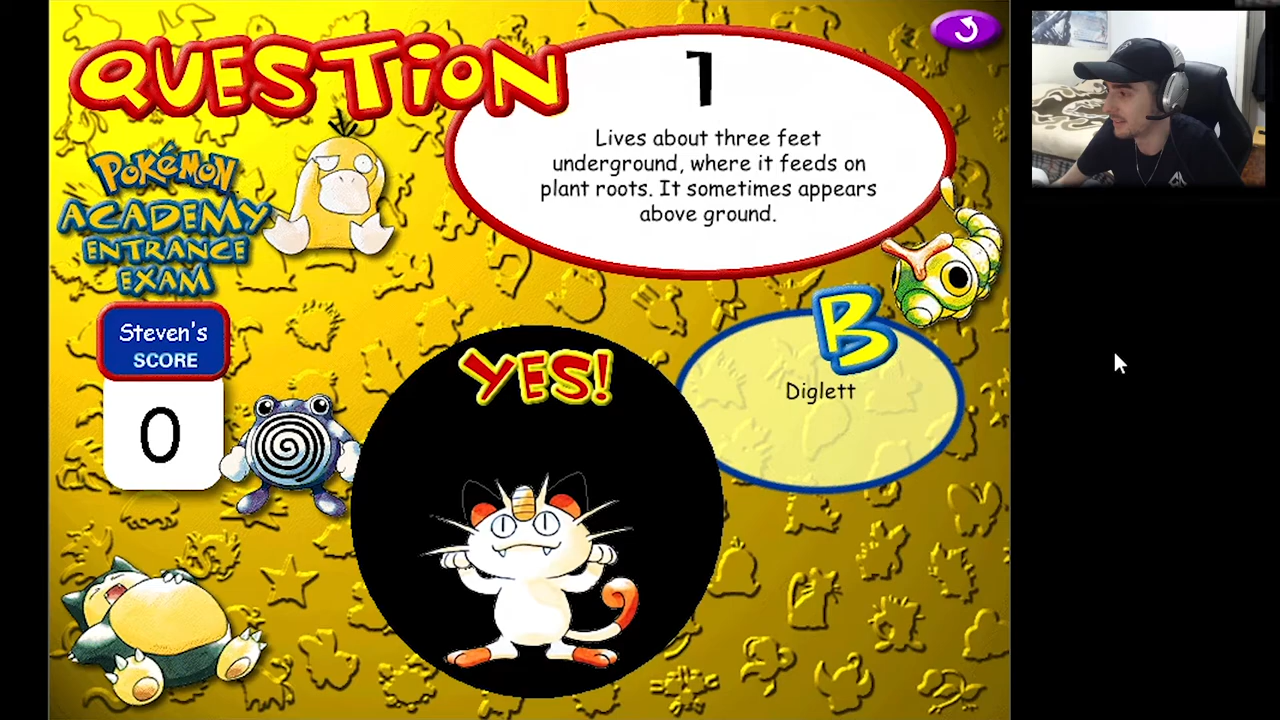 QUESTION
1
Lives about three feet
underground, where it feeds on
plant roots. It sometimes appears
above ground.
POKéMON
ACADEMY
ENTRANCE
EXAM
Steven's
SCORE
0
YES!
B
Diglett